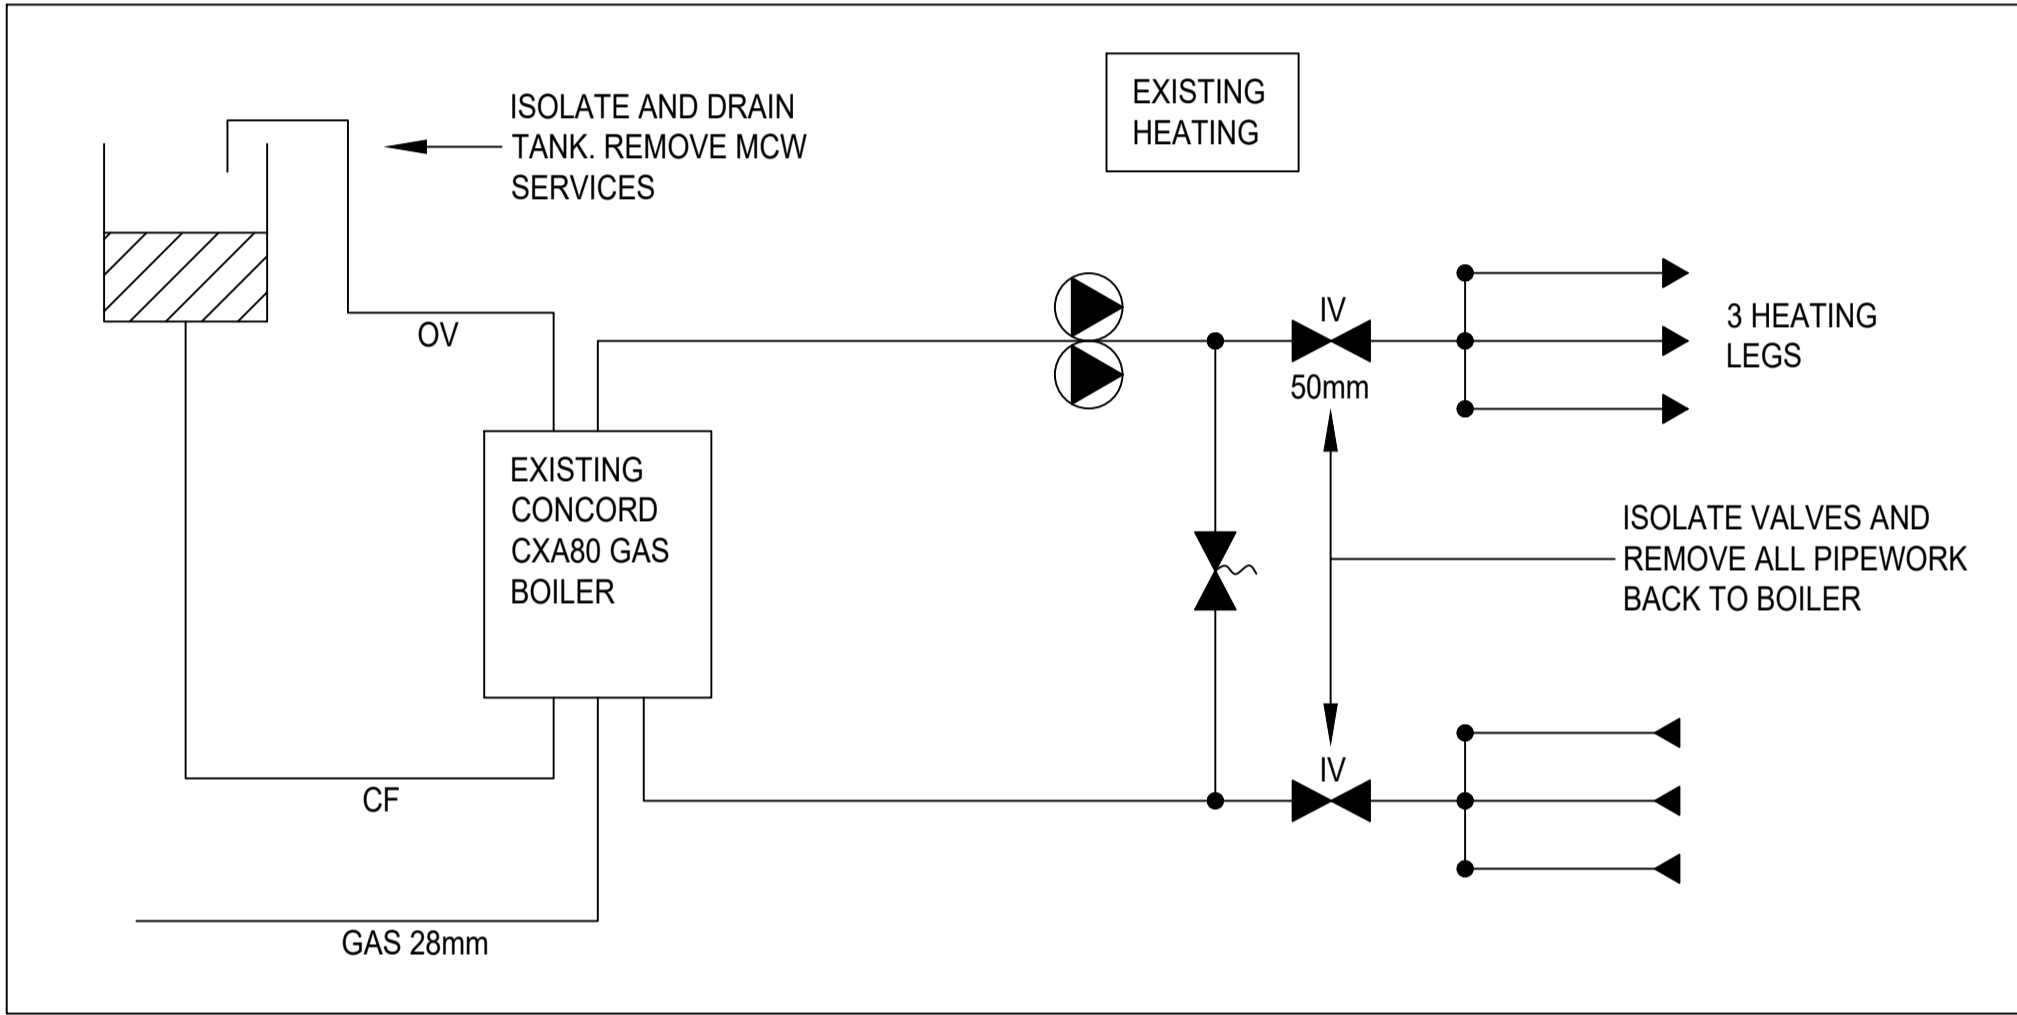 ISOLATE AND DRAIN
TANK. REMOVE MCW
SERVICES
EXISTING
HEATING
OV
IV
50mm
3 HEATING
LEGS
EXISTING
CONCORD
CXA80 GAS
BOILER
ISOLATE VALVES AND
REMOVE ALL PIPEWORK
BACK TO BOILER
IV
CF
GAS 28mm